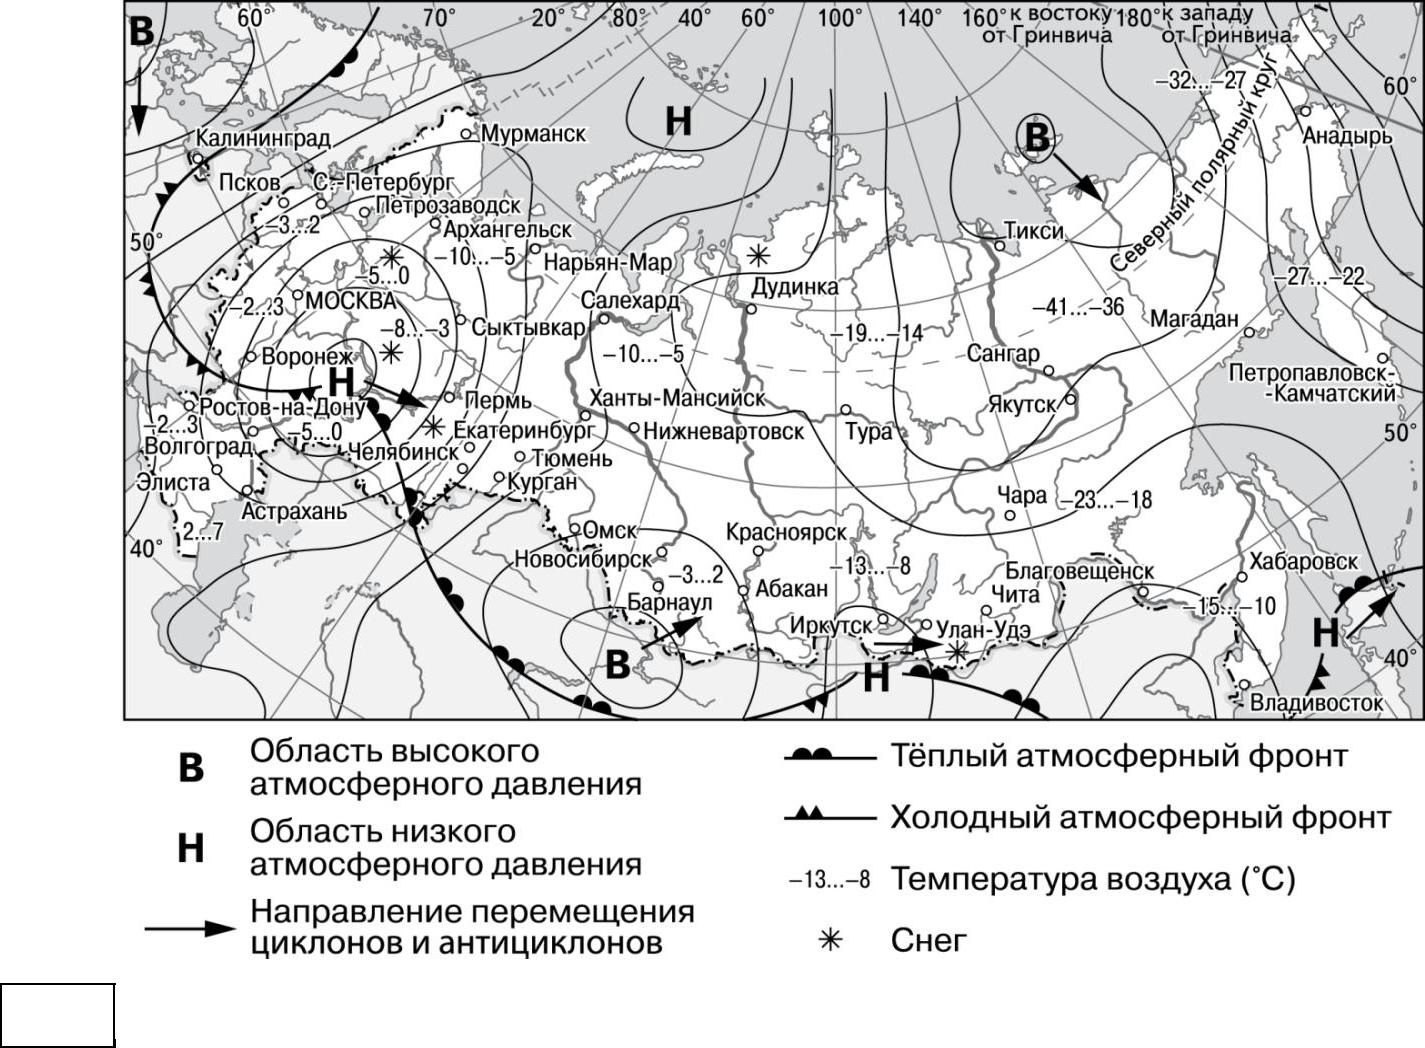 60° 70° 20° 80° 40° 60° 100° 140° 160° к востоку 180° к западу
от Гринвича от Гринвича
В
−32...−27
60°
Н
В
Калининград
Мурманск
Анадырь
Северный полярный круг
Псков С.-Петербург
−3...2
Петрозаводск
Архангельск
Тикси
50°
−10...−5
Нарьян-Мар
−5...0
Дудинка
−27...−22
−2...3 МОСКВА
Салехард
−41...−36
−8...−3 Сыктывкар
−19...−14
Магадан
Воронеж
−10...−5
Сангар
Н
Петропавловск-
-Камчатский
Пермь
Ханты-Мансийск
Якутск
Ростов-на-Дону
−2...3
−5...0
Екатеринбург
Нижневартовск
Тура
50°
Волгоград
Челябинск
Тюмень
Элиста
Курган
Чара −23...−18
Астрахань
2...7
Омск
Красноярск
40°
Новосибирск
−3...2
−13...−8
Хабаровск
Благовещенск
Абакан
Чита
Барнаул
−15...−10
Иркутск
Улан-Удэ
Н
В
Н
40°
Владивосток
В
Область высокого
атмосферного давления
Н
Область низкого
атмосферного давления
Направление перемещения
циклонов и антициклонов
Тёплый атмосферный фронт
Холодный атмосферный фронт
−13...−8 Температура воздуха (°С)
Снег